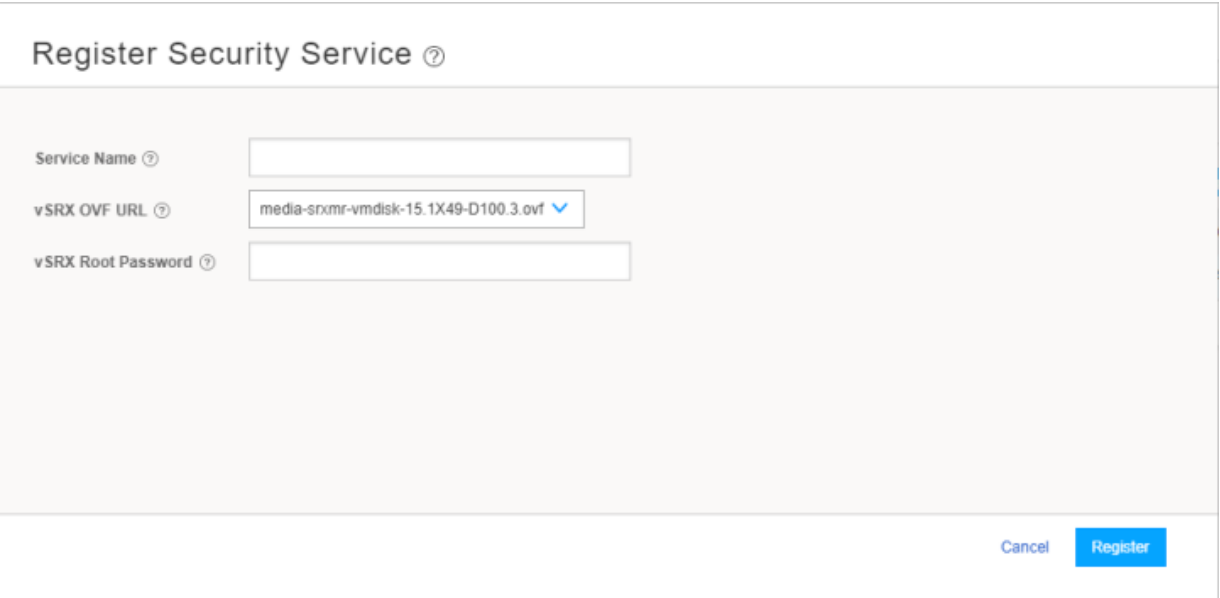 Register Security Service
Service Name
vSRX OVF URL media-srxmr-vmdisk-15.1X49-D100.3.ovf
vSRX Root Password
Cancel Register